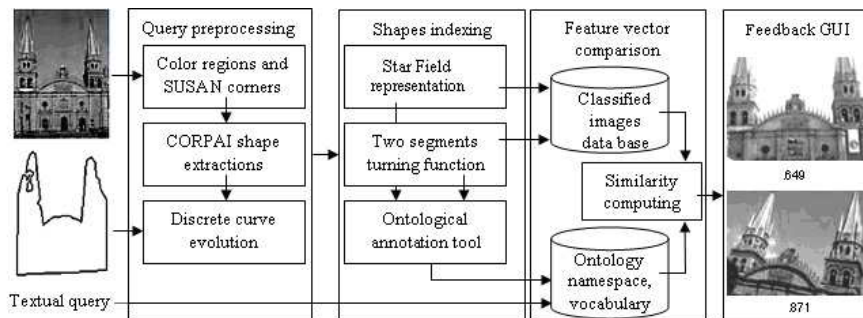 Query preprocessing
Color regions and
SUSAN corners
CORPAI shape
extractions
Discrete curve
evolution
Textual query
Shapes indexing
Star Field
representation
Two segments
turning function
Ontological
annotation tool
Feature vector
comparison
Classified
images
data base
Similarity
computing
Ontology
namespace,
vocabulary
Feedback GUI
.649
.871